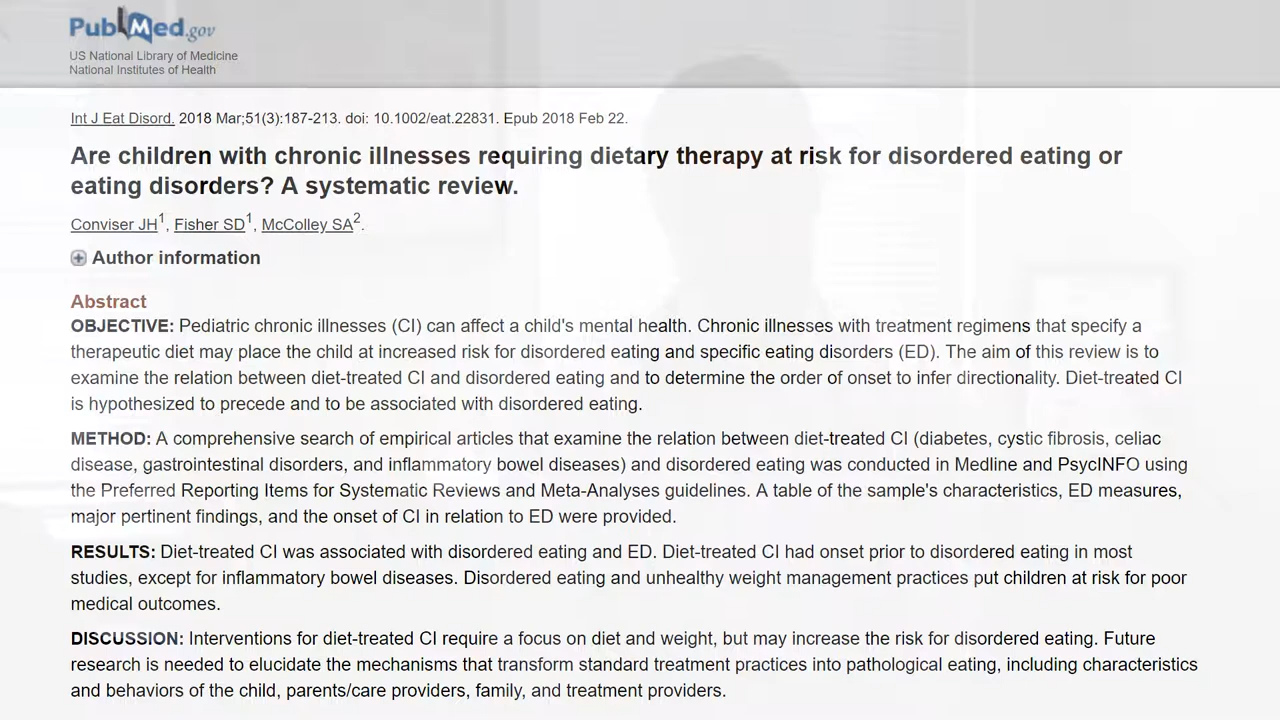 PubMed.gov
US National Library of Medicine
National Institutes of Health
Int J Eat Disord. 2018 Mar;51(3):187-213. doi: 10.1002/eat.22831. Epub 2018 Feb 22.
Are children with chronic illnesses requiring dietary therapy at risk for disordered eating or
eating disorders? A systematic review.
Conviser JH1, Fisher SD1, McColley SA2.
Author information
Abstract
OBJECTIVE: Pediatric chronic illnesses (CI) can affect a child's mental health. Chronic illnesses with treatment regimens that specify a
therapeutic diet may place the child at increased risk for disordered eating and specific eating disorders (ED). The aim of this review is to
examine the relation between diet-treated CI and disordered eating and to determine the order of onset to infer directionality. Diet-treated CI
is hypothesized to precede and to be associated with disordered eating.
METHOD: A comprehensive search of empirical articles that examine the relation between diet-treated CI (diabetes, cystic fibrosis, celiac
disease, gastrointestinal disorders, and inflammatory bowel diseases) and disordered eating was conducted in Medline and PsycINFO using
the Preferred Reporting Items for Systematic Reviews and Meta-Analyses guidelines. A table of the sample's characteristics, ED measures,
major pertinent findings, and the onset of CI in relation to ED were provided.
RESULTS: Diet-treated CI was associated with disordered eating and ED. Diet-treated CI had onset prior to disordered eating in most
studies, except for inflammatory bowel diseases. Disordered eating and unhealthy weight management practices put children at risk for poor
medical outcomes.
DISCUSSION: Interventions for diet-treated CI require a focus on diet and weight, but may increase the risk for disordered eating. Future
research is needed to elucidate the mechanisms that transform standard treatment practices into pathological eating, including characteristics
and behaviors of the child, parents/care providers, family, and treatment providers.